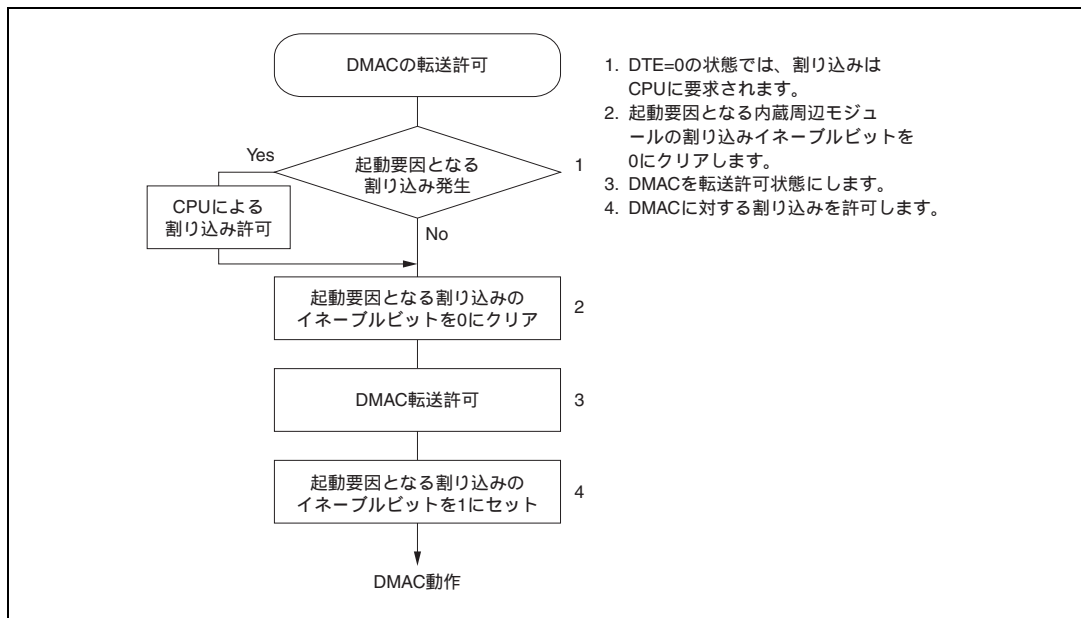 DMACの転送許可
Yes
起動要因となる
割り込み発生
1
CPUによる
割り込み許可
No
起動要因となる割り込みの
イネーブルビットを0にクリア
2
DMAC転送許可
3
起動要因となる割り込みの
イネーブルビットを1にセット
4
DMAC動作
1. DTE=0の状態では、割り込みは
CPUに要求されます。
2. 起動要因となる内蔵周辺モジュ
ールの割り込みイネーブルビットを
0にクリアします。
3. DMACを転送許可状態にします。
4. DMACに対する割り込みを許可します。